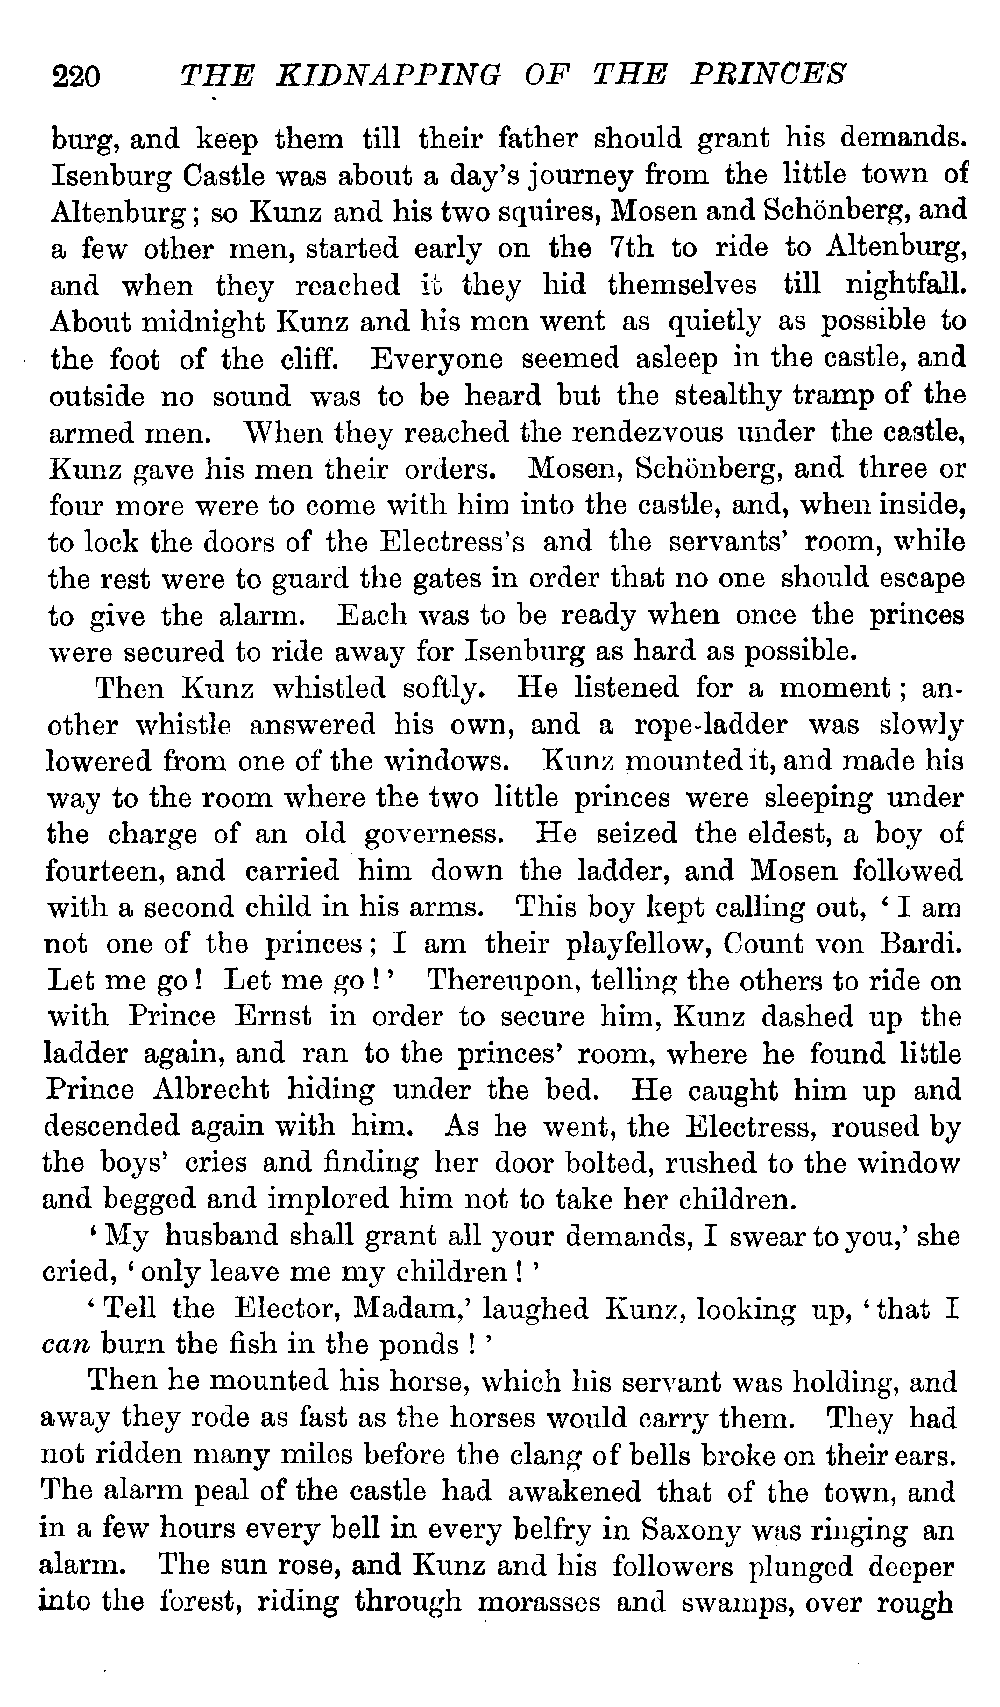 220 THE KIDNAPPING OF THE PRINCES
burg, and keep them till their father should grant his demands.
Isenburg Castle was about a day's journey from the little town of
Altenburg; so Kunz and his two squires, Mosen and Schönberg, and
a few other men, started early on the 7th to ride to Altenburg,
and when they reached it they hid themselves till nightfall.
About midnight Kunz and his men went as quietly as possible to
the foot of the cliff. Everyone seemed asleep in the castle, and
outside no sound was to be heard but the stealthy tramp of the
armed men. When they reached the rendezvous under the castle,
Kunz gave his men their orders. Mosen, Schönberg, and three or
four more were to come with him into the castle, and, when inside,
to lock the doors of the Electress's and the servants' room, while
the rest were to guard the gates in order that no one should escape
to give the alarm. Each was to be ready when once the princes
were secured to ride away for Isenburg as hard as possible.
Then Kunz whistled softly. He listened for a moment; an-
other whistle answered his own, and a rope-ladder was slowly
lowered from one of the windows. Kunz mounted it, and made his
way to the room where the two little princes were sleeping under
the charge of an old governess. He seized the eldest, a boy of
fourteen, and carried him down the ladder, and Mosen followed
with a second child in his arms. This boy kept calling out, 'I am
not one of the princes; I am their playfellow, Count von Bardi.
Let me go! Let me go!' Thereupon, telling the others to ride on
with Prince Ernst in order to secure him, Kunz dashed up the
ladder again, and ran to the princes' room, where he found little
Prince Albrecht hiding under the bed. He caught him up and
descended again with him. As he went, the Electress, roused by
the boys' cries and finding her door bolted, rushed to the window
and begged and implored him not to take her children.
'My husband shall grant all your demands, I swear to you,' she
cried, 'only leave me my children!'
'Tell the Elector, Madam,' laughed Kunz, looking up, 'that I
can burn the fish in the ponds!'
Then he mounted his horse, which his servant was holding, and
away they rode as fast as the horses would carry them. They had
not ridden many miles before the clang of bells broke on their ears.
The alarm peal of the castle had awakened that of the town, and
in a few hours every bell in every belfry in Saxony was ringing an
alarm. The sun rose, and Kunz and his followers plunged deeper
into the forest, riding through morasses and swamps, over rough